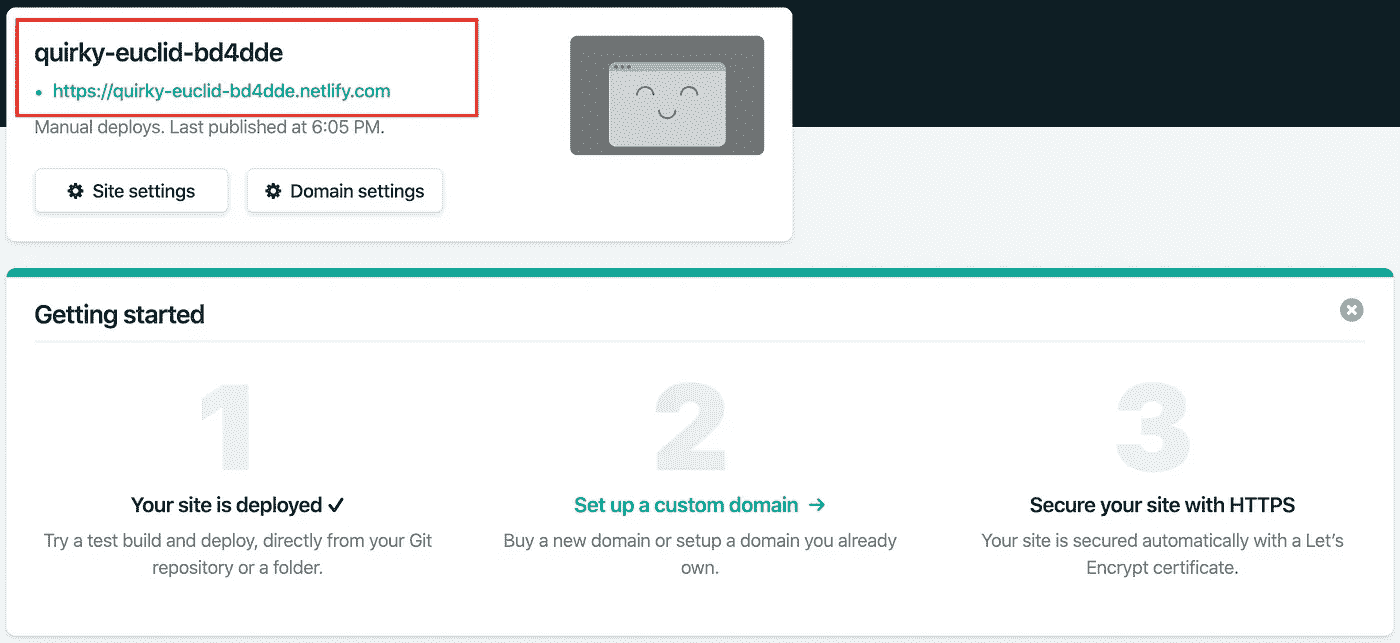 quirky-euclid-bd4dde
• https://quirky-euclid-bd4dde.netlify.com
Manual deploys. Last published at 6:05 PM.
Site settings
Domain settings
Getting started
1
Your site is deployed ✓
Try a test build and deploy, directly from your Git
repository or a folder.
2
Set up a custom domain →
Buy a new domain or setup a domain you already
own.
3
Secure your site with HTTPS
Your site is secured automatically with a Let’s
Encrypt certificate.